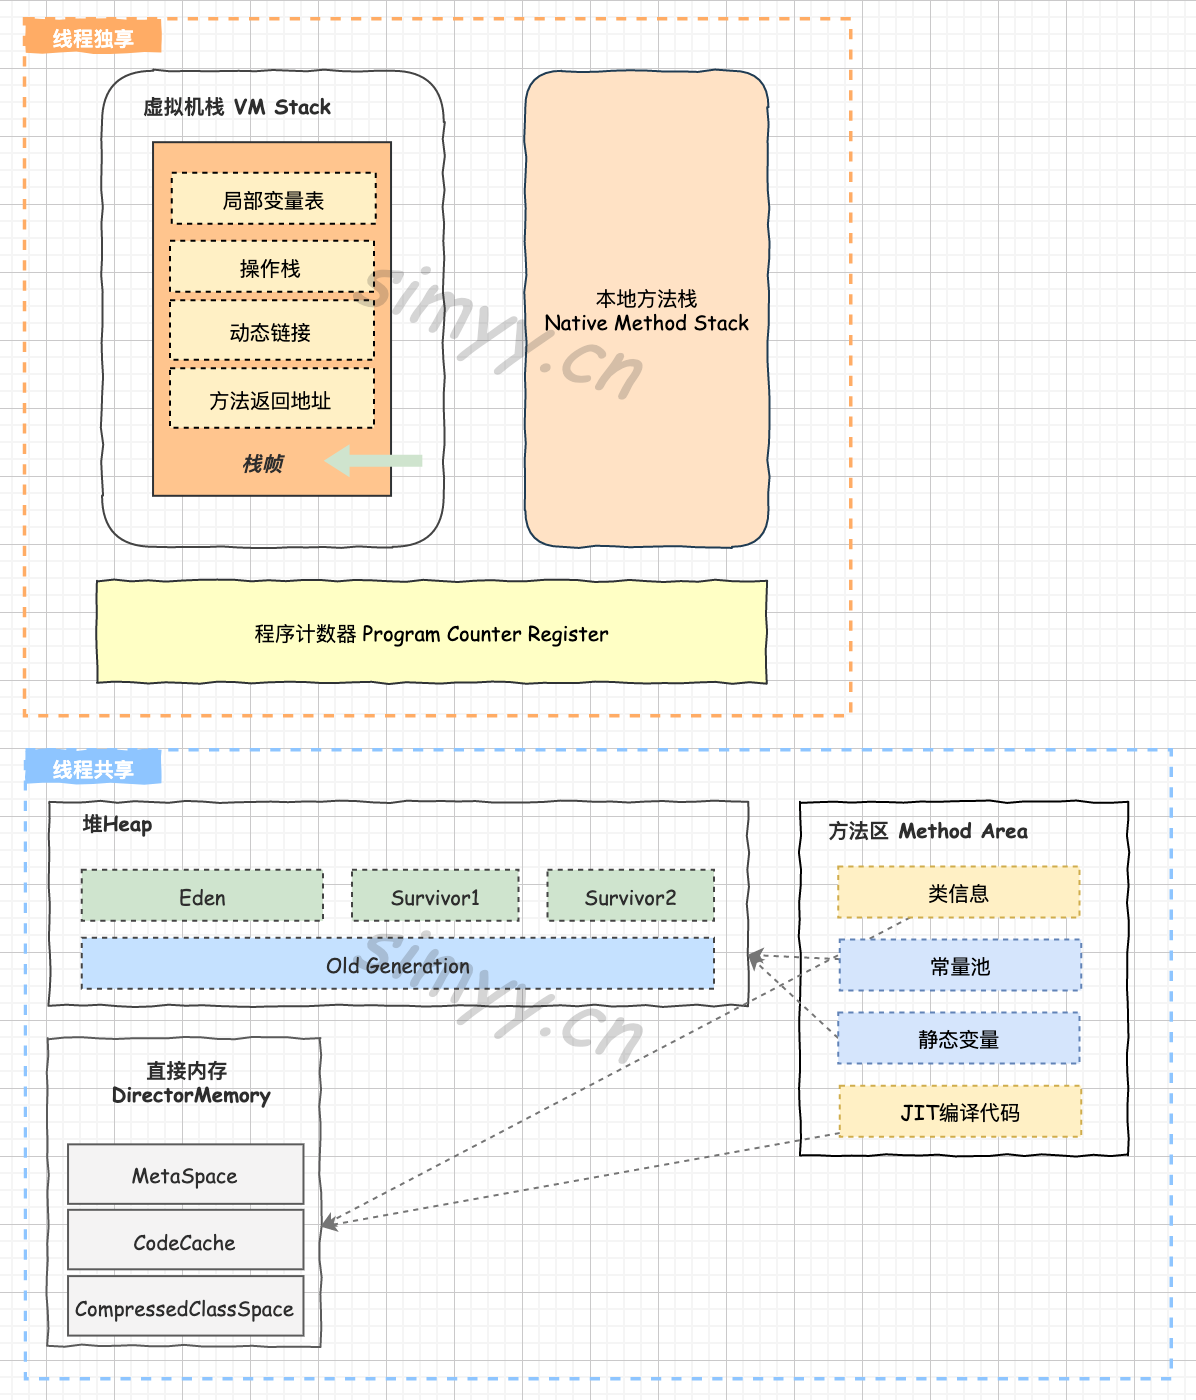 线程独享
虚拟机栈 VM Stack
局部变量表
操作栈
动态链接
方法返回地址
栈帧
本地方法栈
Native Method Stack
simyy.cn
程序计数器 Program Counter Register
线程共享
堆Heap
Eden
Survivor1
Survivor2
Old Generation
simyy.cn
方法区 Method Area
类信息
常量池
静态变量
JIT编译代码
直接内存
DirectorMemory
MetaSpace
CodeCache
CompressedClassSpace